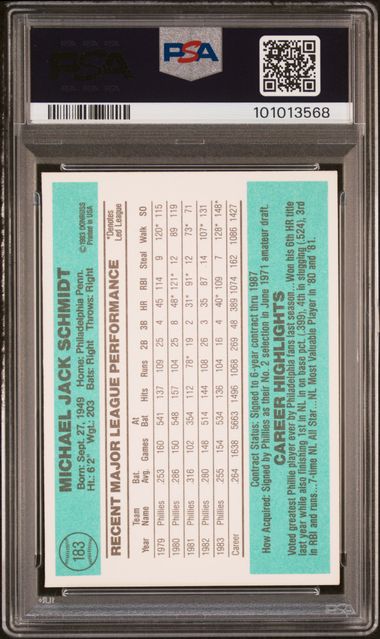 PSA
PSA
101013568
183
© 1983 DONRUSS
Printed in USA
MICHAEL JACK SCHMIDT
Born: Sept. 27, 1949 Home: Philadelphia Penn.
Ht.: 6'2" Wgt.: 203 Bats: Right Throws: Right
RECENT MAJOR LEAGUE PERFORMANCE
*Denotes
Led League
Team Bat. At
Year Name Avg. Games Bat Hits Runs 2B 3B HR RBI Steal Walk SO
1979 Phillies 253 160 541 137 109 25 4 45 114 9 120* 115
1980 Phillies 286 150 548 157 104 25 8 48* 121* 12 89 119
1981 Phillies 316 102 354 112 78* 19 2 31* 91* 12 73* 71
1982 Phillies 280 148 514 144 108 26 3 35 87 14 107* 131
1983 Phillies 255 154 534 136 104 16 4 40* 109 7 128* 148*
Career 264 1638 5663 1496 1068 269 48 389 1074 162 1086 1427
Contract Status: Signed to 6-year contract thru 1987
How Acquired: Signed by Phillies as their No. 2 selection in June 1971 amateur draft.
CAREER HIGHLIGHTS
Voted greatest Phillie player ever by Philadelphia fans last season...Won his 6th HR title
last year while also finishing 1st in NL in on base pct. (.399), 4th in slugging (.524), 3rd
in RBI and runs...7-time NL All Star...NL Most Valuable Player in '80 and '81.